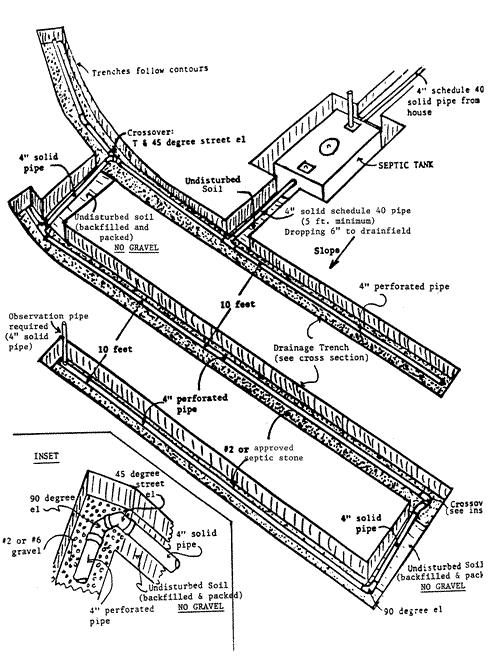 Trenches follow contours
4" schedule 40
solid pipe from
house
Crossover:
T & 45 degree street el
4" solid
pipe
SEPTIC TANK
Undisturbed
Soil
Undisturbed soil
(backfilled and
packed)
NO GRAVEL
4" solid schedule 40 pipe
(5 ft. minimum)
Dropping 6" to drainfield
Slope
4" perforated pipe
Observation pipe
required
(4" solid
pipe)
10 feet
10 feet
Drainage Trench
(see cross section)
4" perforated
pipe
#2 or approved
septic stone
INSET
45 degree
street
el
90 degree
el
#2 or #6
gravel
4" solid
pipe
Undisturbed Soil
(backfilled & packed)
NO GRAVEL
4" perforated
pipe
4" solid
pipe
Crossov
(see ins
Undisturbed Soil
(backfilled & pack
NO GRAVEL
90 degree el